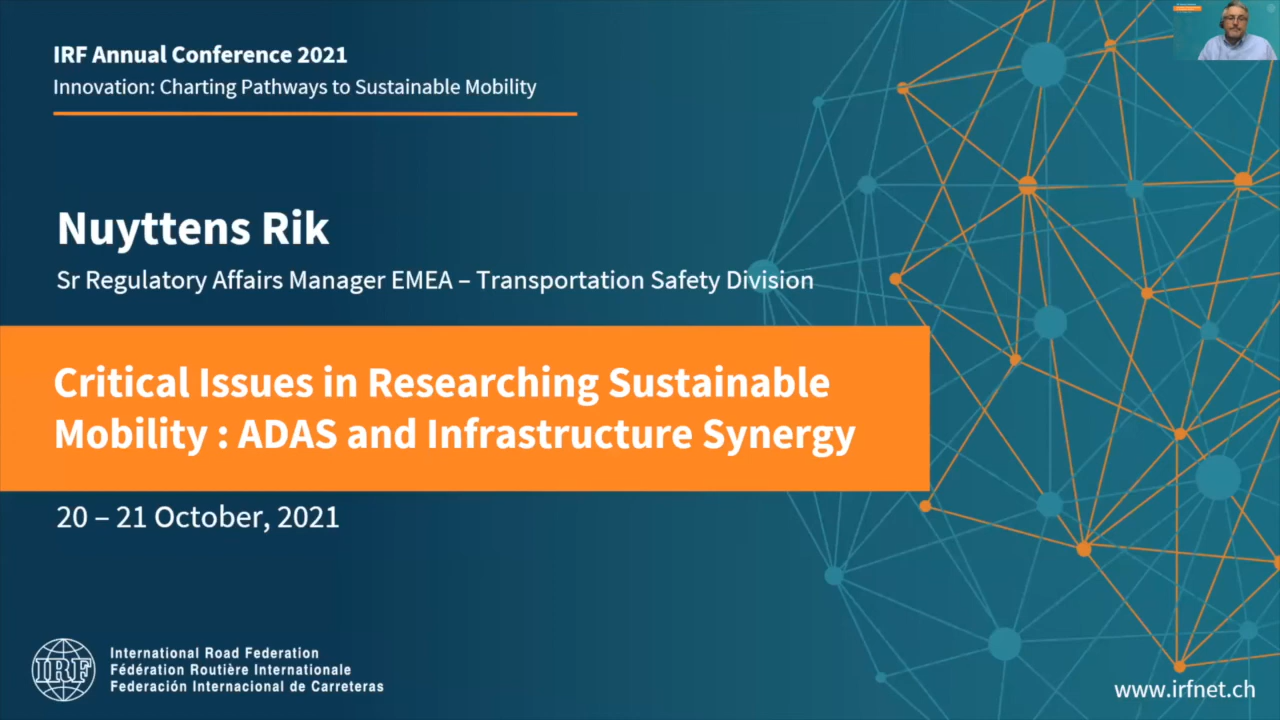 IRF Annual Conference 2021
Innovation: Charting Pathways to Sustainable Mobility
Nuyttens Rik
Sr Regulatory Affairs Manager EMEA – Transportation Safety Division
Critical Issues in Researching Sustainable
Mobility : ADAS and Infrastructure Synergy
20 – 21 October, 2021
IRF
International Road Federation
Fédération Routière Internationale
Federación Internacional de Carreteras
www.irfnet.ch